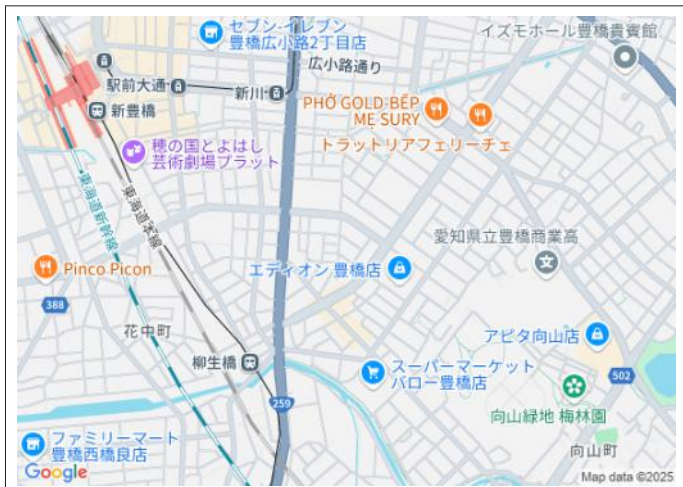 セブン-イレブン
豊橋広小路2丁目店
イズモホール豊橋貴賓館
広小路通り
駅前大通
新川
新豊橋
PHỞ GOLD-BẾP
MẸ SURY
トラットリアフェリーチェ
穂の国とよはし
芸術劇場プラット
東海道新幹線
東海道本線
愛知県立豊橋商業高
エディオン 豊橋店
Pinco Picon
388
花中町
アピタ向山店
柳生橋
スーパーマーケット
バロー豊橋店
502
259
向山緑地 梅林園
ファミリーマート
豊橋西橋良店
向山町
Google
Map data ©2025